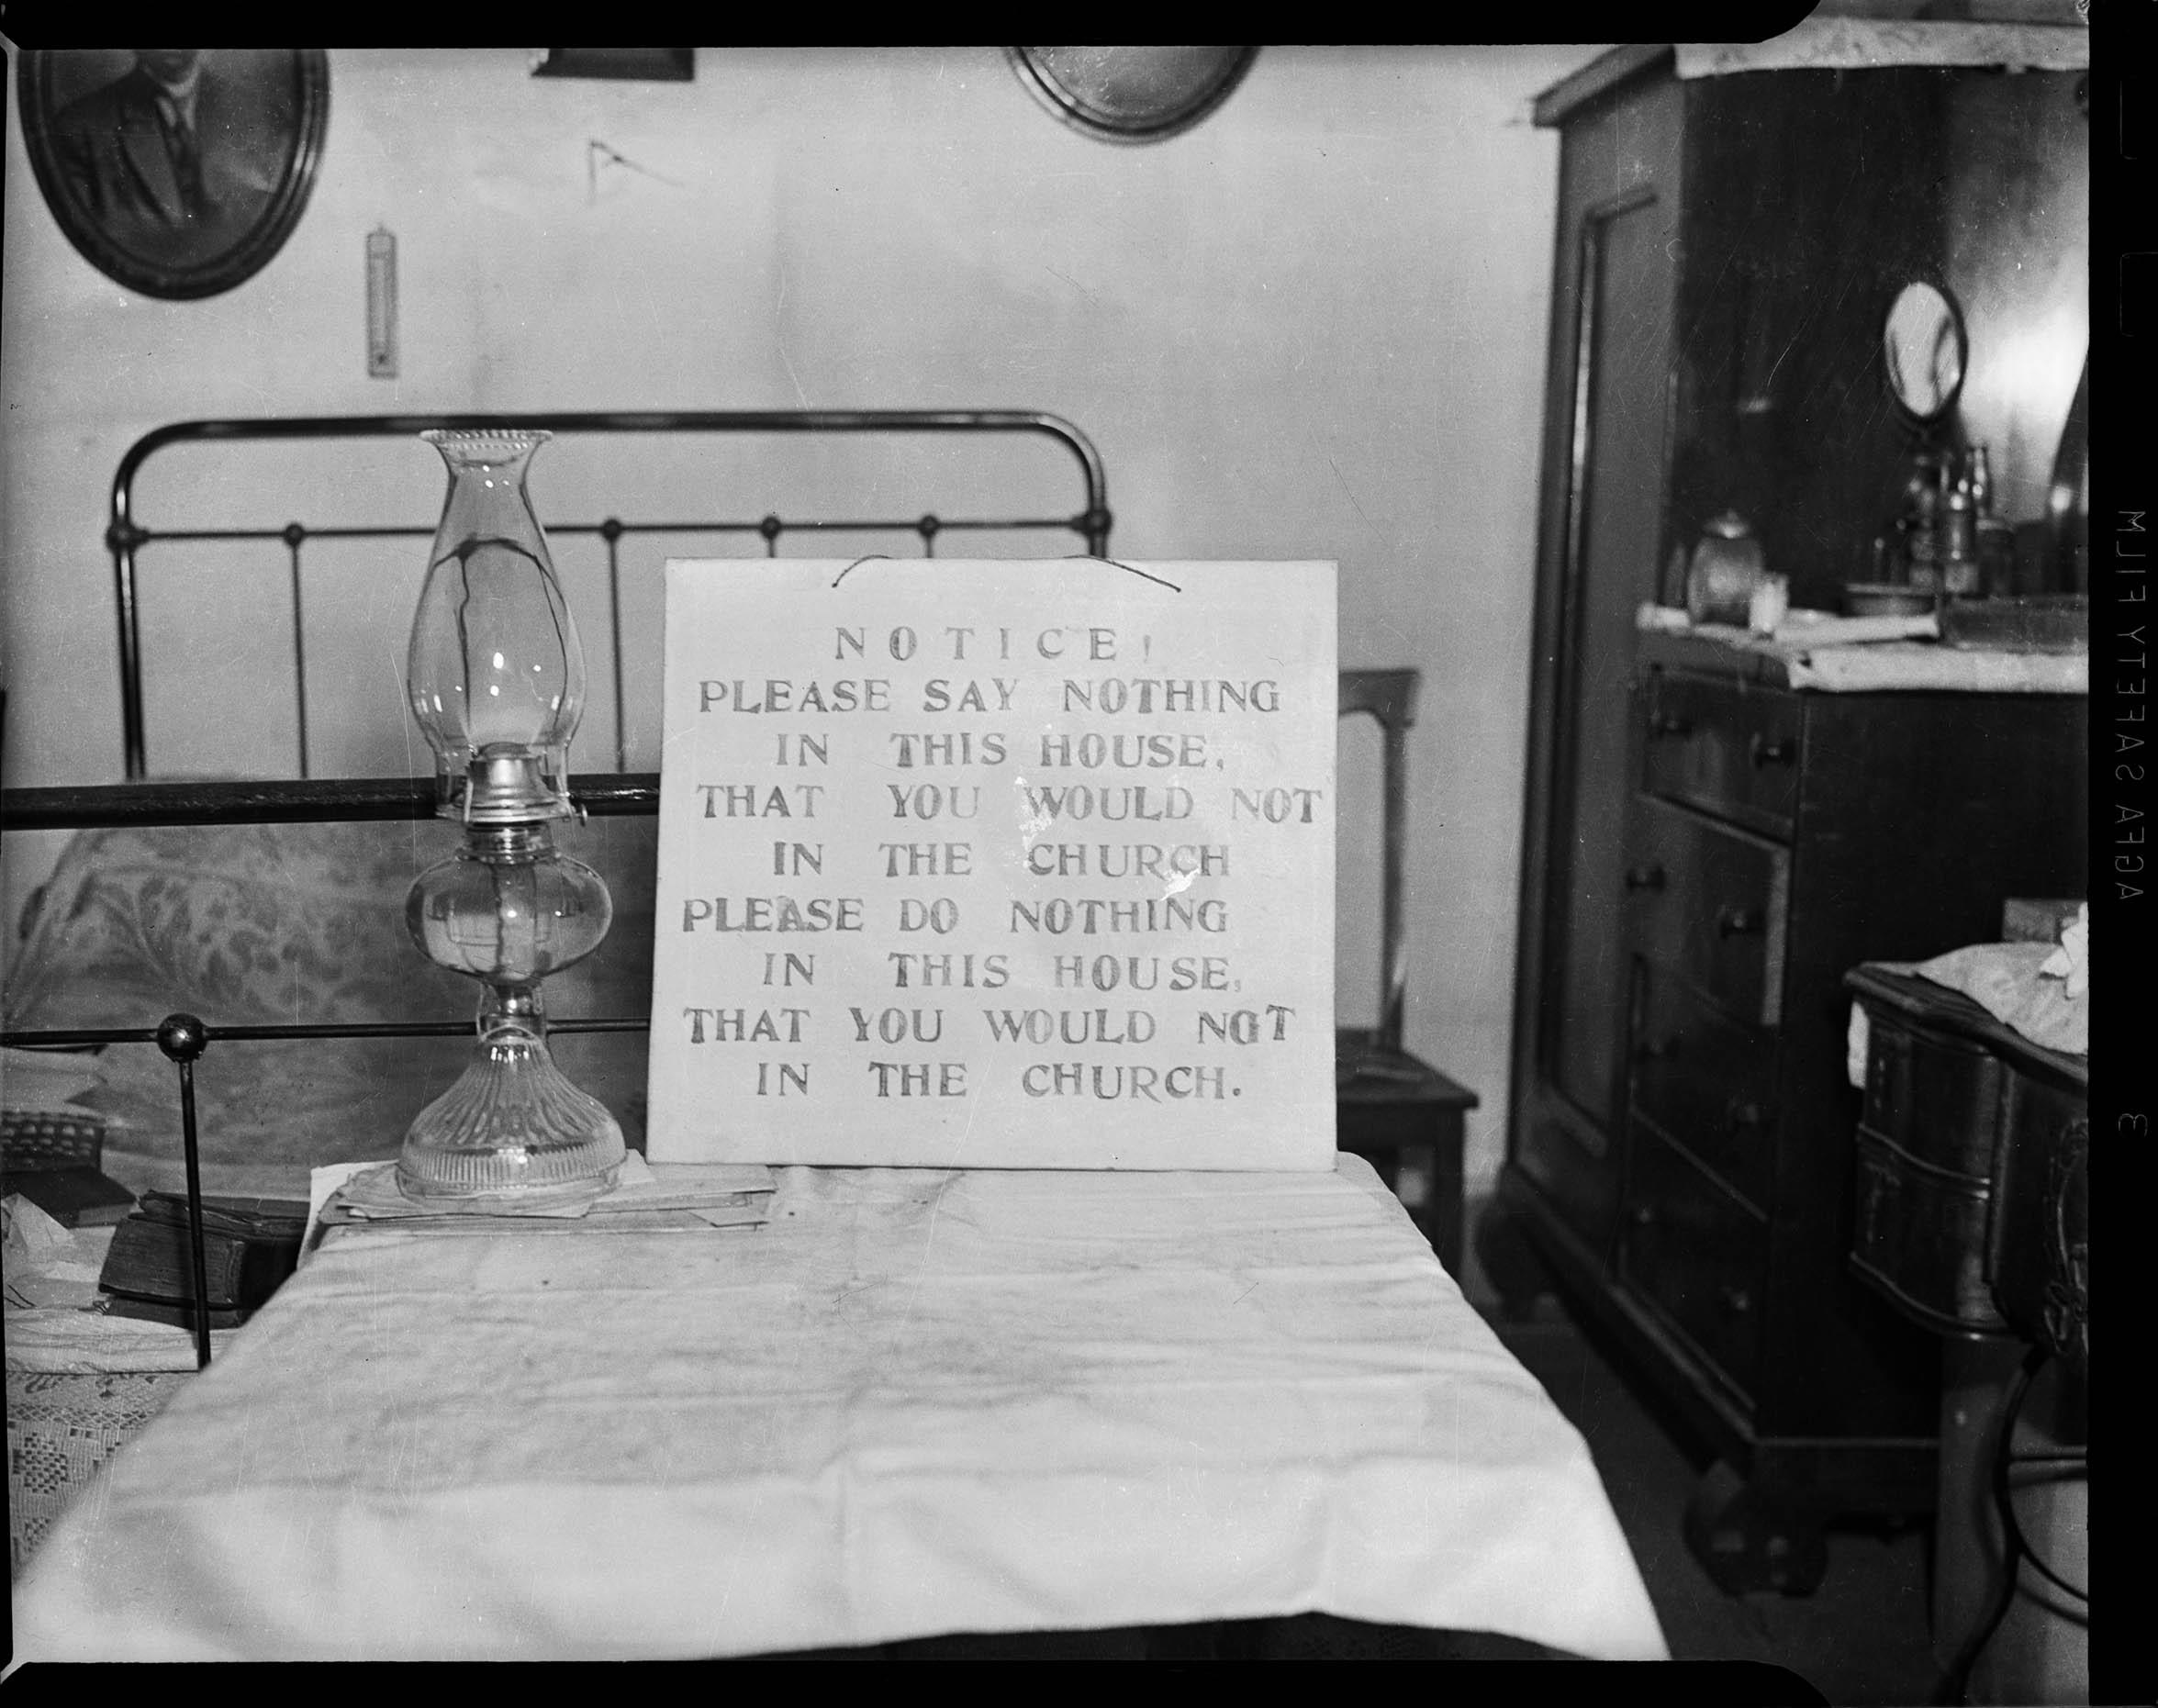 NOTICE!
PLEASE SAY NOTHING
IN THIS HOUSE,
THAT YOU WOULD NOT
IN THE CHURCH
PLEASE DO NOTHING
IN THIS HOUSE,
THAT YOU WOULD NOT
IN THE CHURCH.
AGFA SAFETY FILM
3